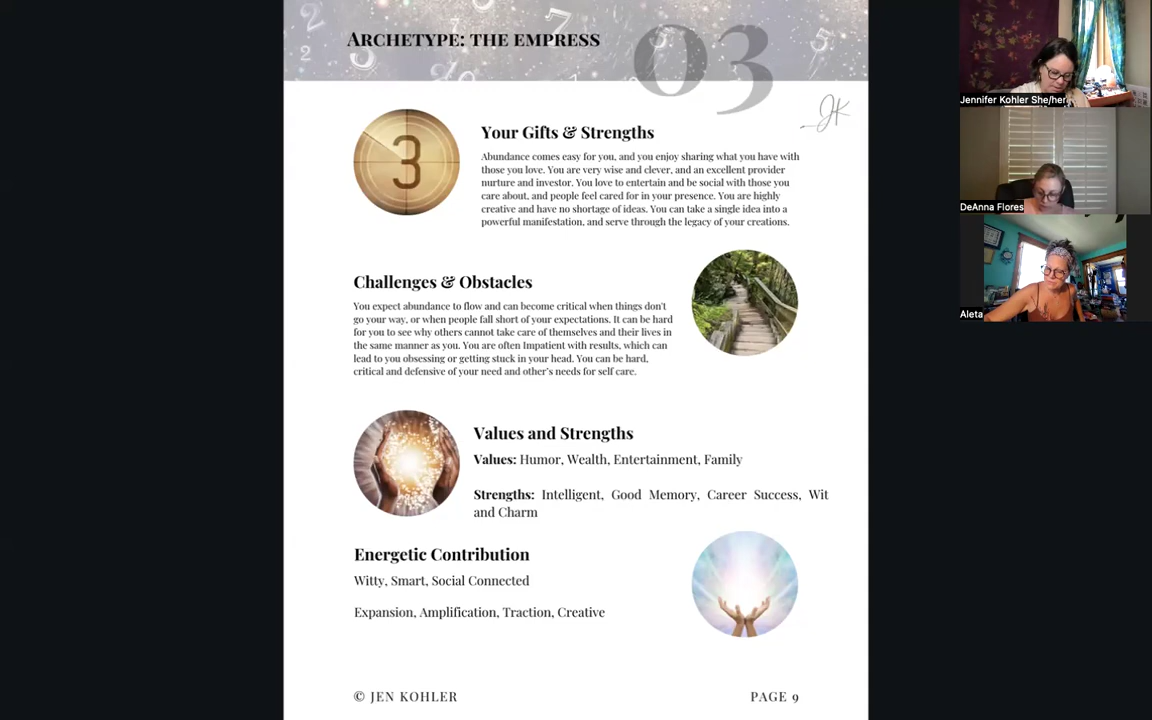 ARCHETYPE: THE EMPRESS
03
JK
3
Your Gifts & Strengths
Abundance comes easy for you, and you enjoy sharing what you have with
those you love. You are very wise and clever, and an excellent provider
nurture and investor. You love to entertain and be social with those you
care about, and people feel cared for in your presence. You are highly
creative and have no shortage of ideas. You can take a single idea into a
powerful manifestation, and serve through the legacy of your creations.
Challenges & Obstacles
You expect abundance to flow and can become critical when things don't
go your way, or when people fall short of your expectations. It can be hard
for you to see why others cannot take care of themselves and their lives in
the same manner as you. You are often Impatient with results, which can
lead to you obsessing or getting stuck in your head. You can be hard,
critical and defensive of your need and other's needs for self care.
Values and Strengths
Values: Humor, Wealth, Entertainment, Family
Strengths: Intelligent, Good Memory, Career Success, Wit
and Charm
Energetic Contribution
Witty, Smart, Social Connected
Expansion, Amplification, Traction, Creative
© JEN KOHLER
PAGE 9
Jennifer Kohler She/her
DeAnna Flores
Aleta